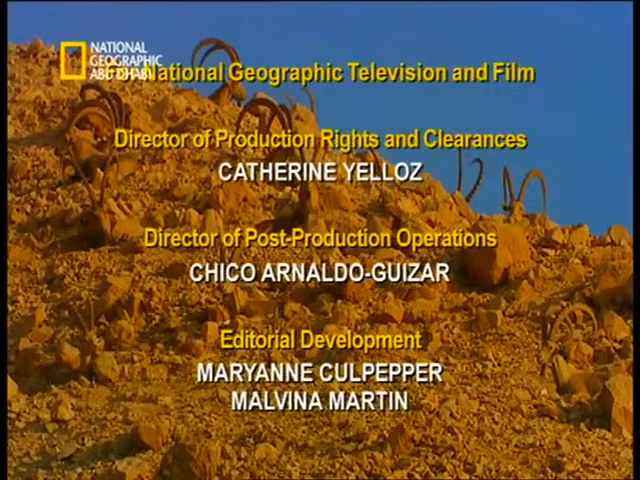 NATIONAL
GEOGRAPHIC
ABU DHABI
For National Geographic Television and Film
Director of Production Rights and Clearances
CATHERINE YELLOZ
Director of Post-Production Operations
CHICO ARNALDO-GUIZAR
Editorial Development
MARYANNE CULPEPPER
MALVINA MARTIN